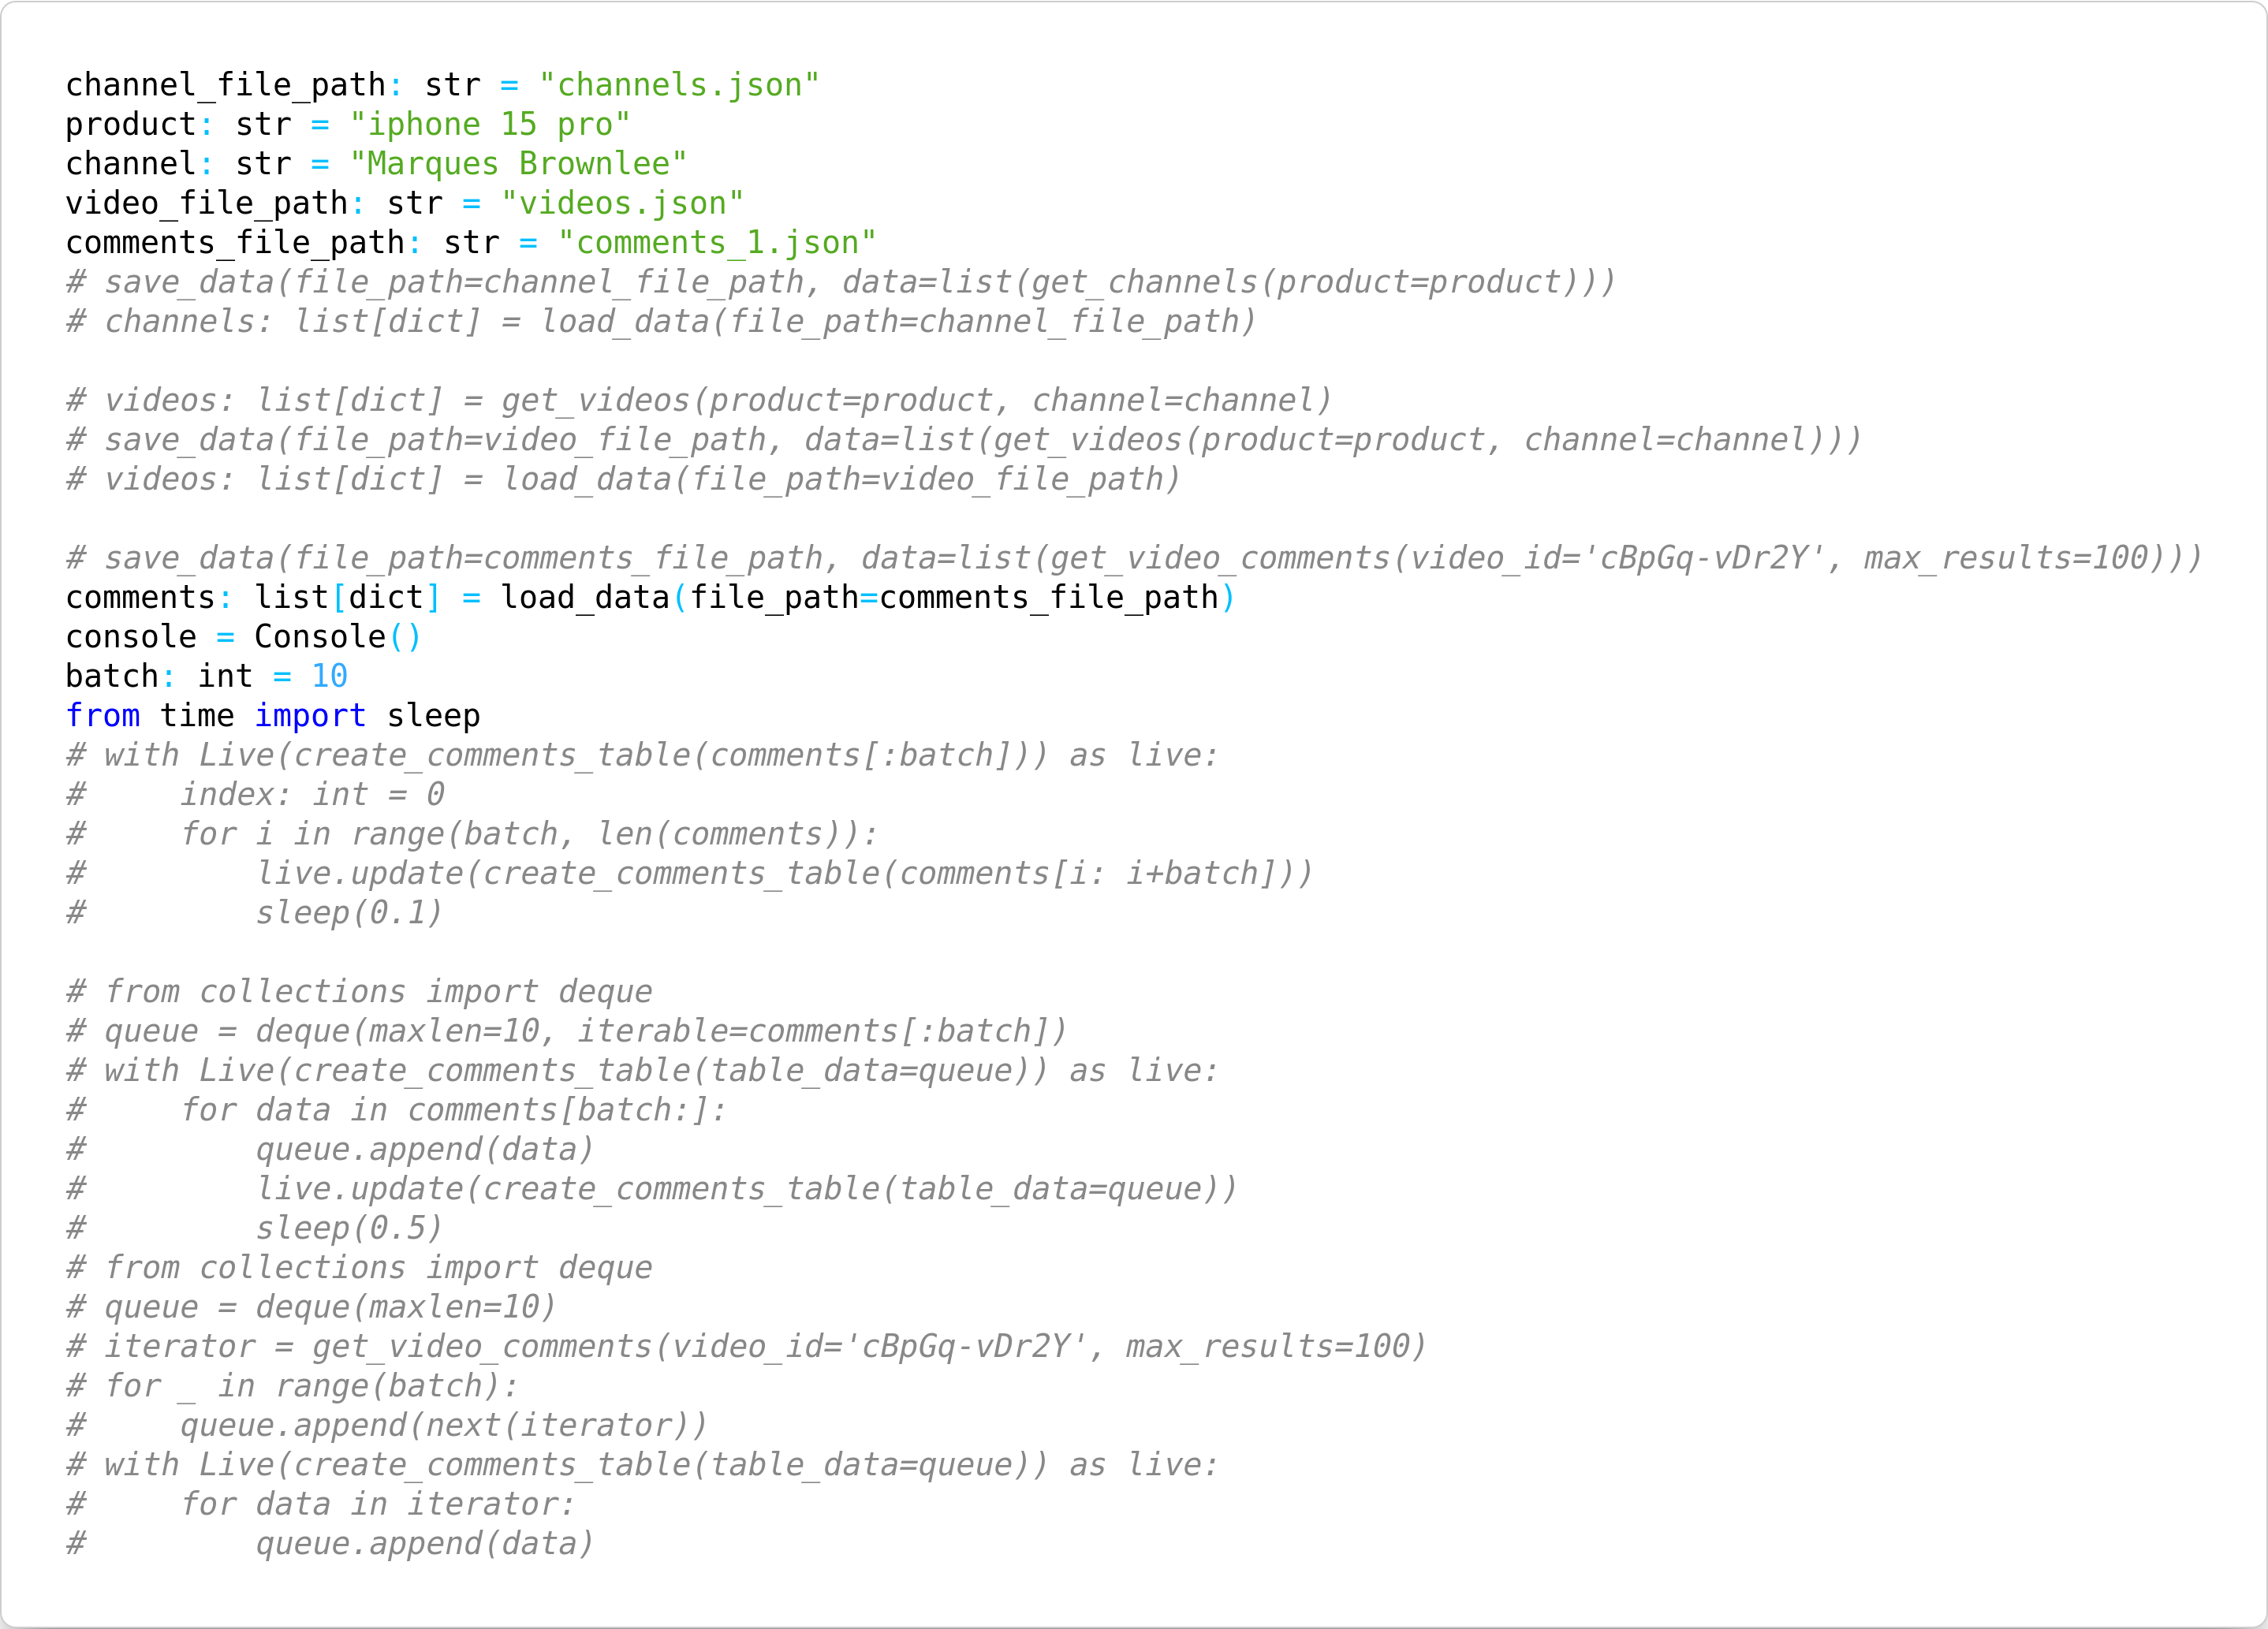 channel_file_path: str = "channels.json"
product: str = "iphone 15 pro"
channel: str = "Marques Brownlee"
video_file_path: str = "videos.json"
comments_file_path: str = "comments_1.json"
# save_data(file_path=channel_file_path, data=list(get_channels(product=product)))
# channels: list[dict] = load_data(file_path=channel_file_path)

# videos: list[dict] = get_videos(product=product, channel=channel)
# save_data(file_path=video_file_path, data=list(get_videos(product=product, channel=channel)))
# videos: list[dict] = load_data(file_path=video_file_path)

# save_data(file_path=comments_file_path, data=list(get_video_comments(video_id='cBpGq-vDr2Y', max_results=100)))
comments: list[dict] = load_data(file_path=comments_file_path)
console = Console()
batch: int = 10
from time import sleep
# with Live(create_comments_table(comments[:batch])) as live:
#     index: int = 0
#     for i in range(batch, len(comments)):
#         live.update(create_comments_table(comments[i: i+batch]))
#         sleep(0.1)

# from collections import deque
# queue = deque(maxlen=10, iterable=comments[:batch])
# with Live(create_comments_table(table_data=queue)) as live:
#     for data in comments[batch:]:
#         queue.append(data)
#         live.update(create_comments_table(table_data=queue))
#         sleep(0.5)
# from collections import deque
# queue = deque(maxlen=10)
# iterator = get_video_comments(video_id='cBpGq-vDr2Y', max_results=100)
# for _ in range(batch):
#     queue.append(next(iterator))
# with Live(create_comments_table(table_data=queue)) as live:
#     for data in iterator:
#         queue.append(data)